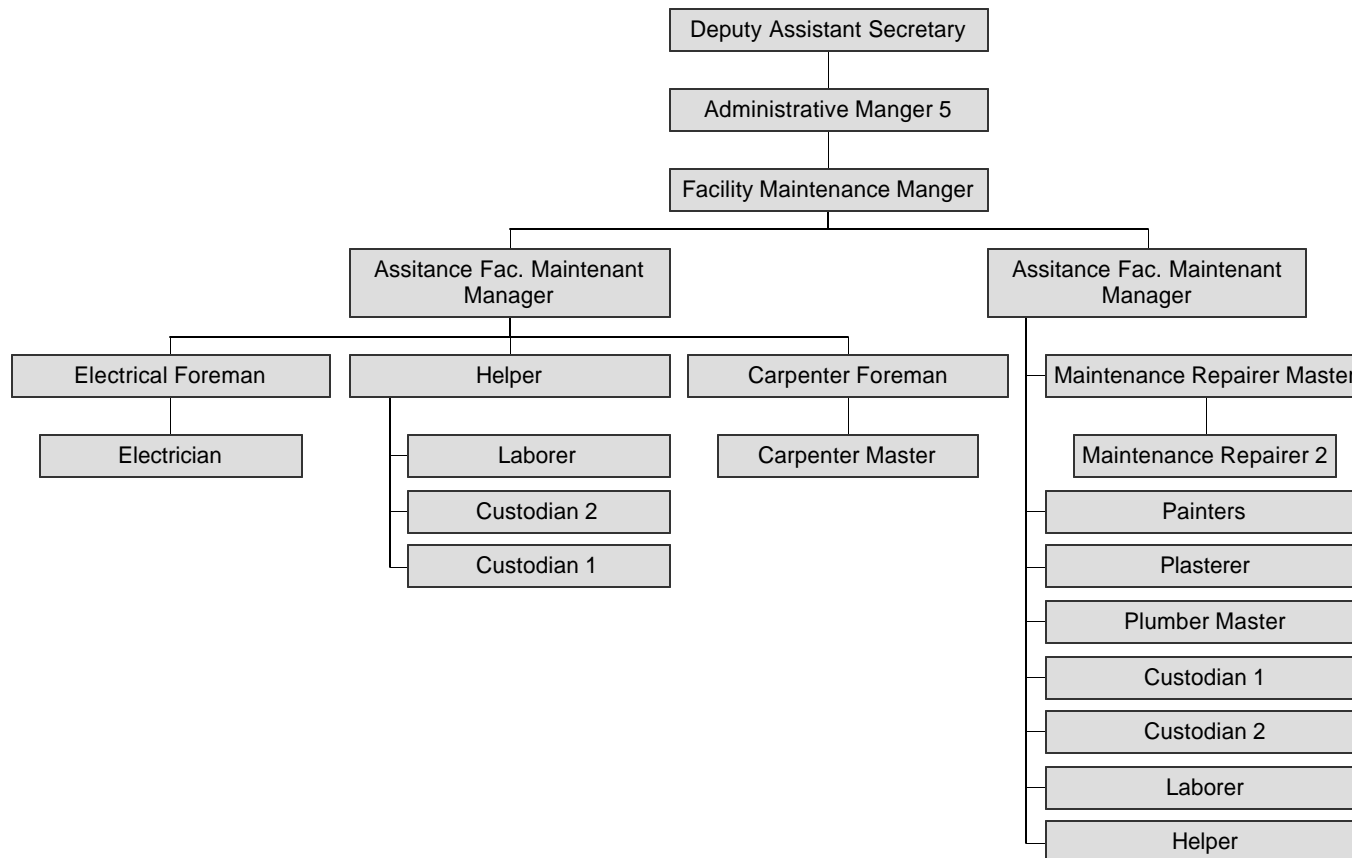 Deputy Assistant Secretary
Administrative Manger 5
Facility Maintenance Manger
Assitance Fac. Maintenant
Manager
Assitance Fac. Maintenant
Manager
Electrical Foreman
Helper
Carpenter Foreman
Maintenance Repairer Master
Electrician
Laborer
Carpenter Master
Maintenance Repairer 2
Custodian 2
Painters
Custodian 1
Plasterer
Plumber Master
Custodian 1
Custodian 2
Laborer
Helper